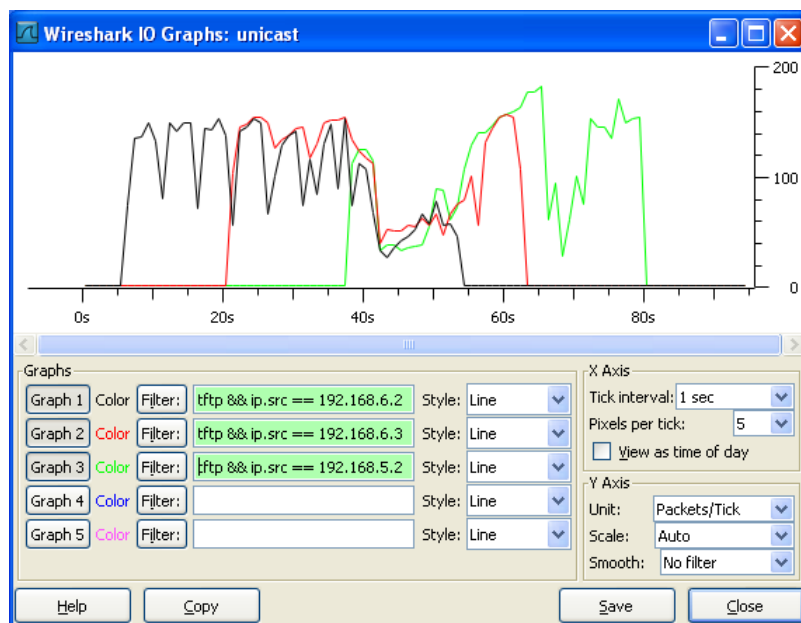 Wireshark IO Graphs: unicast
200
100
0
0s 20s 40s 60s 80s
Graphs
Graph 1 Color Filter: tftp && ip.src == 192.168.6.2 Style: Line
Graph 2 Color Filter: tftp && ip.src == 192.168.6.3 Style: Line
Graph 3 Color Filter: tftp && ip.src == 192.168.5.2 Style: Line
Graph 4 Color Filter: Style: Line
Graph 5 Color Filter: Style: Line
X Axis
Tick interval: 1 sec
Pixels per tick: 5
View as time of day
Y Axis
Unit: Packets/Tick
Scale: Auto
Smooth: No filter
Help Copy Save Close